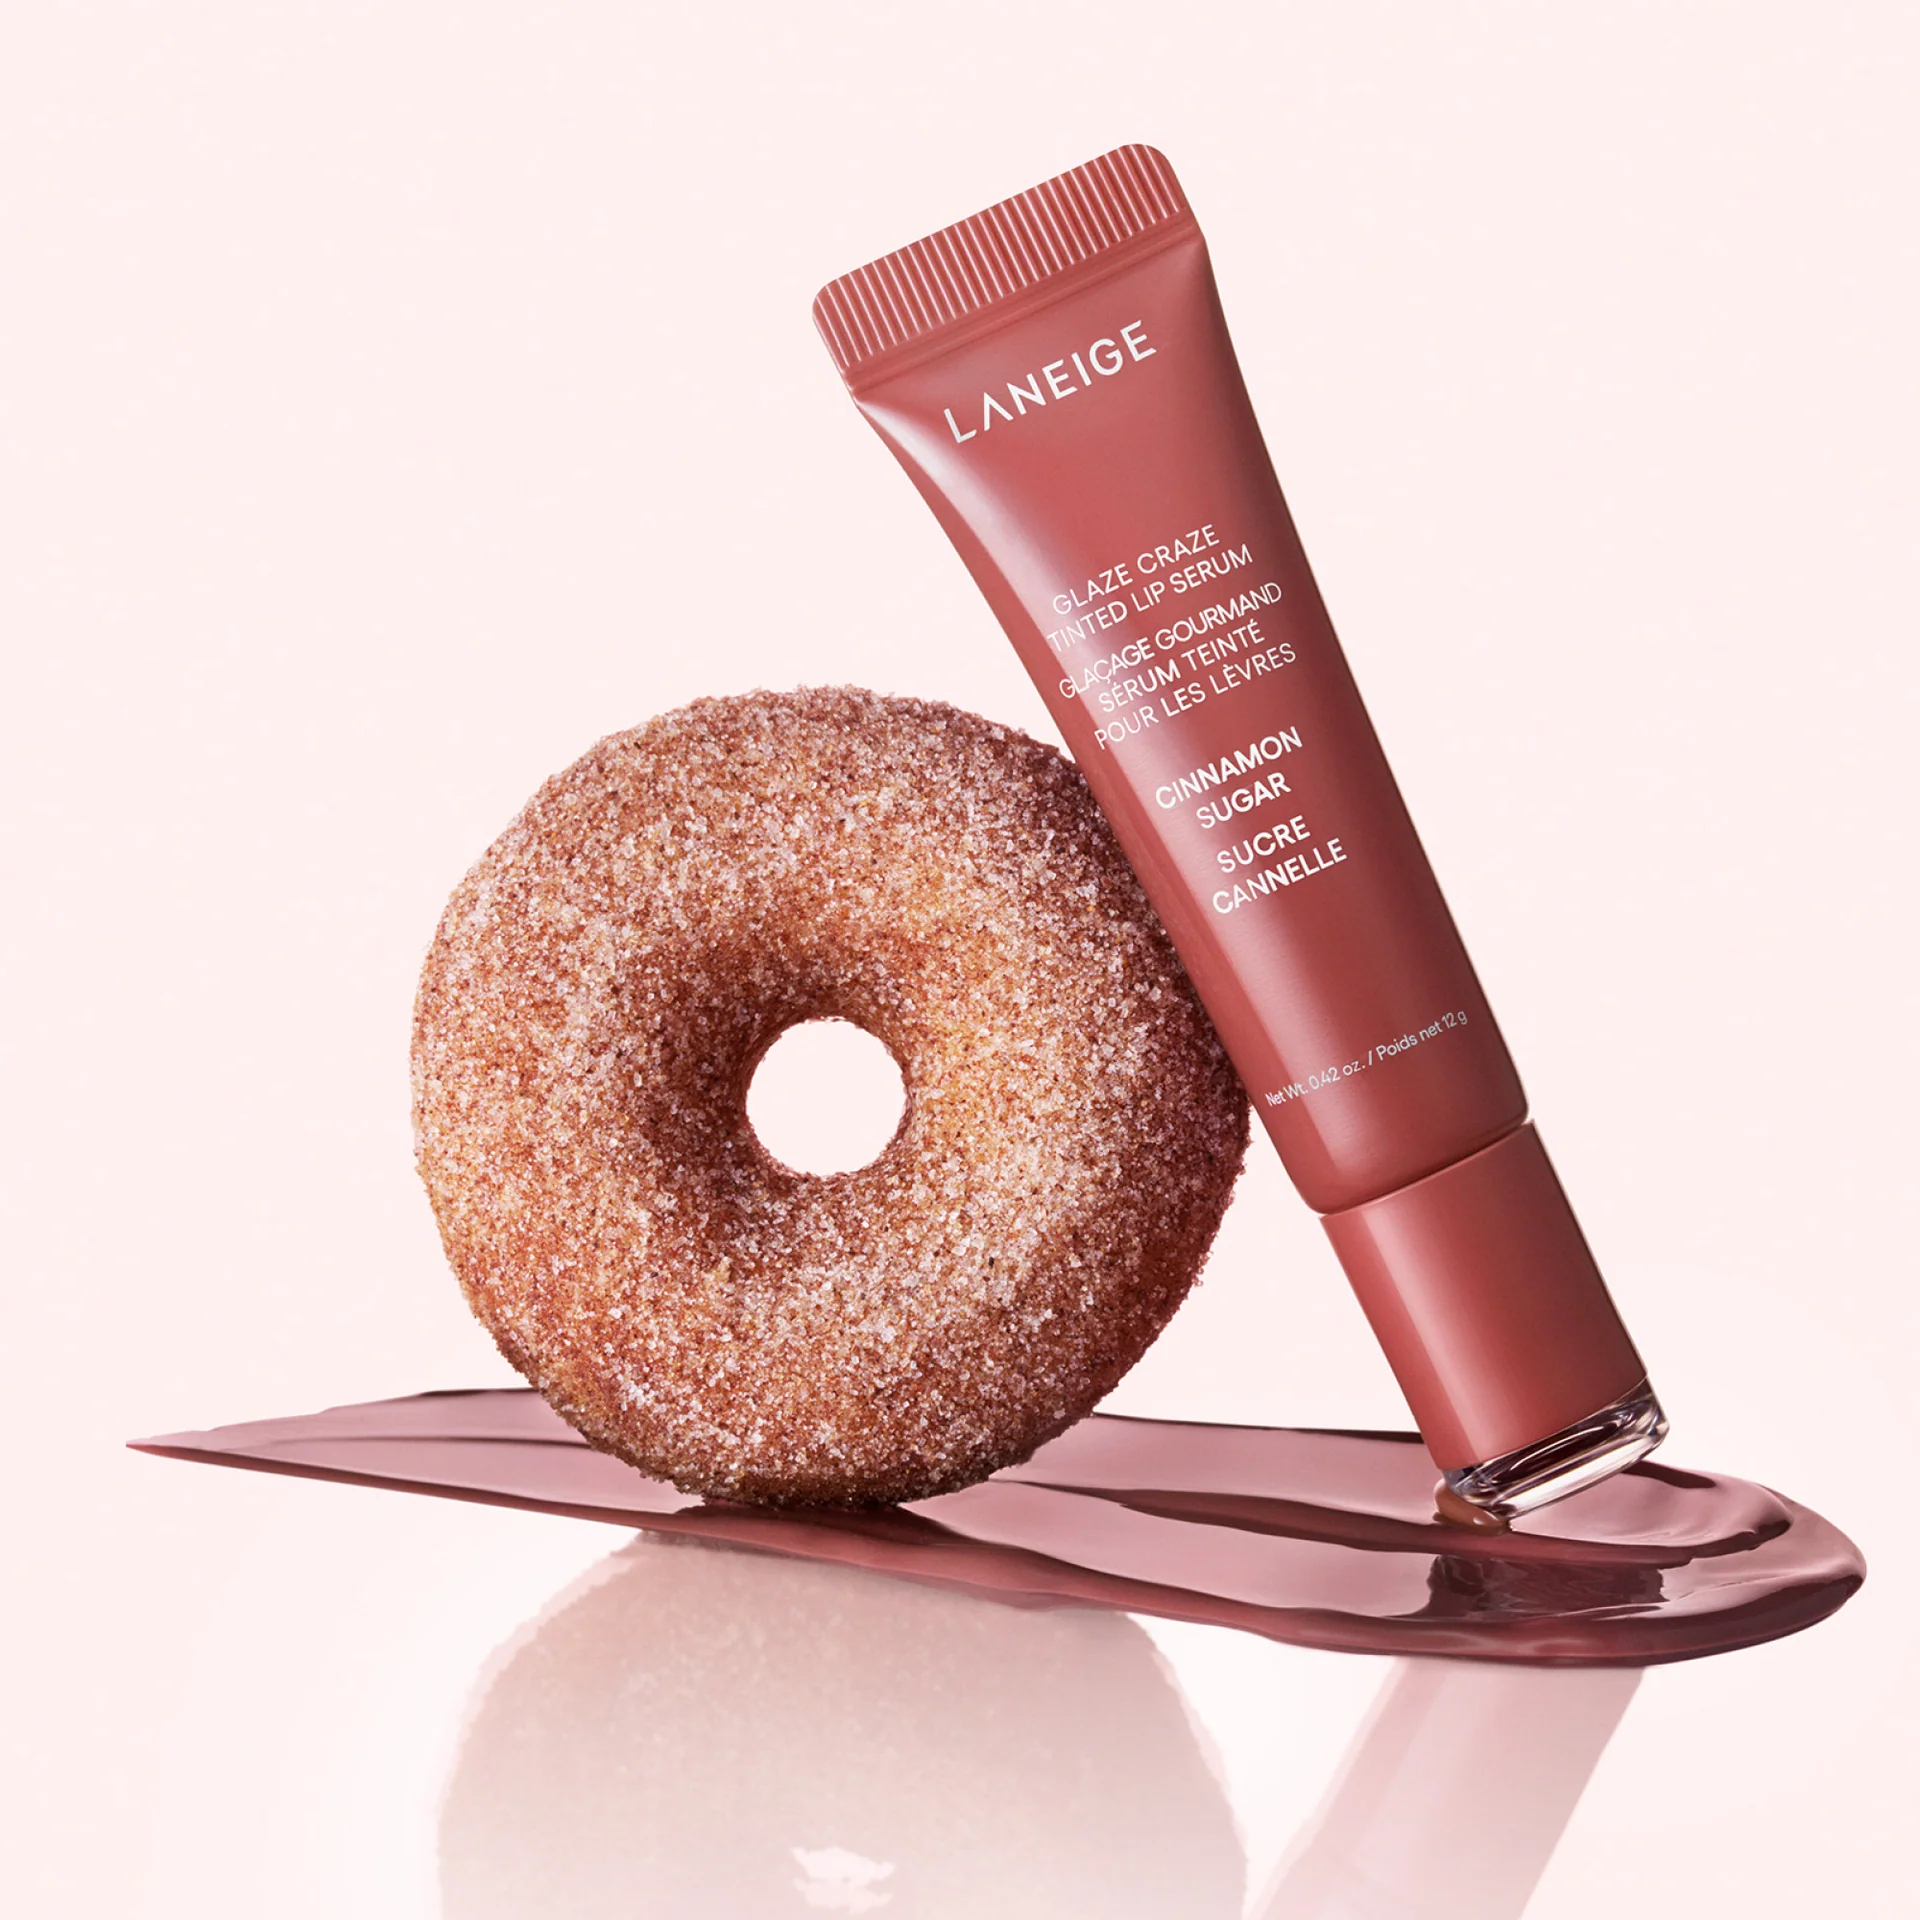 LANEIGE
GLAZE CRAZE
TINTED LIP SERUM
GLAÇAGE GOURMAND
SÉRUM TEINTÉ
POUR LES LÈVRES
CINNAMON
SUGAR
SUCRE
CANNELLE
Net Wt. 0.42 oz. / Poids net 12 g